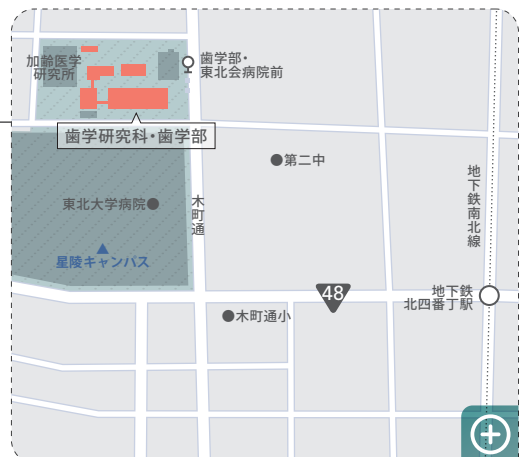 加齢医学
研究所
歯学部・
東北会病院前
歯学研究科・歯学部
第二中
地下鉄南北線
東北大学病院
木町通
星陵キャンパス
48
地下鉄
北四番丁駅
木町通小